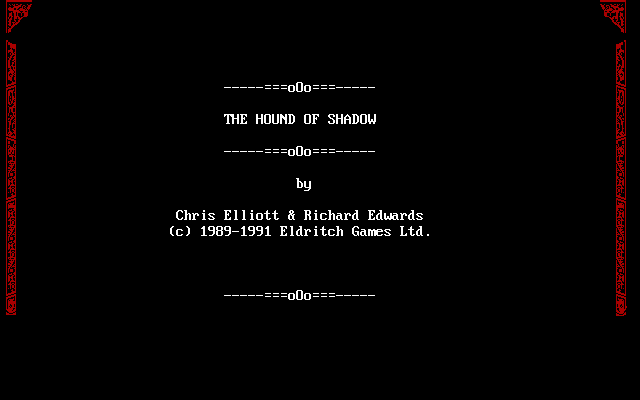 -----===oOo===-----
THE HOUND OF SHADOW
-----===oOo===-----
by
Chris Elliott & Richard Edwards
(c) 1989-1991 Eldritch Games Ltd.
-----===oOo===-----